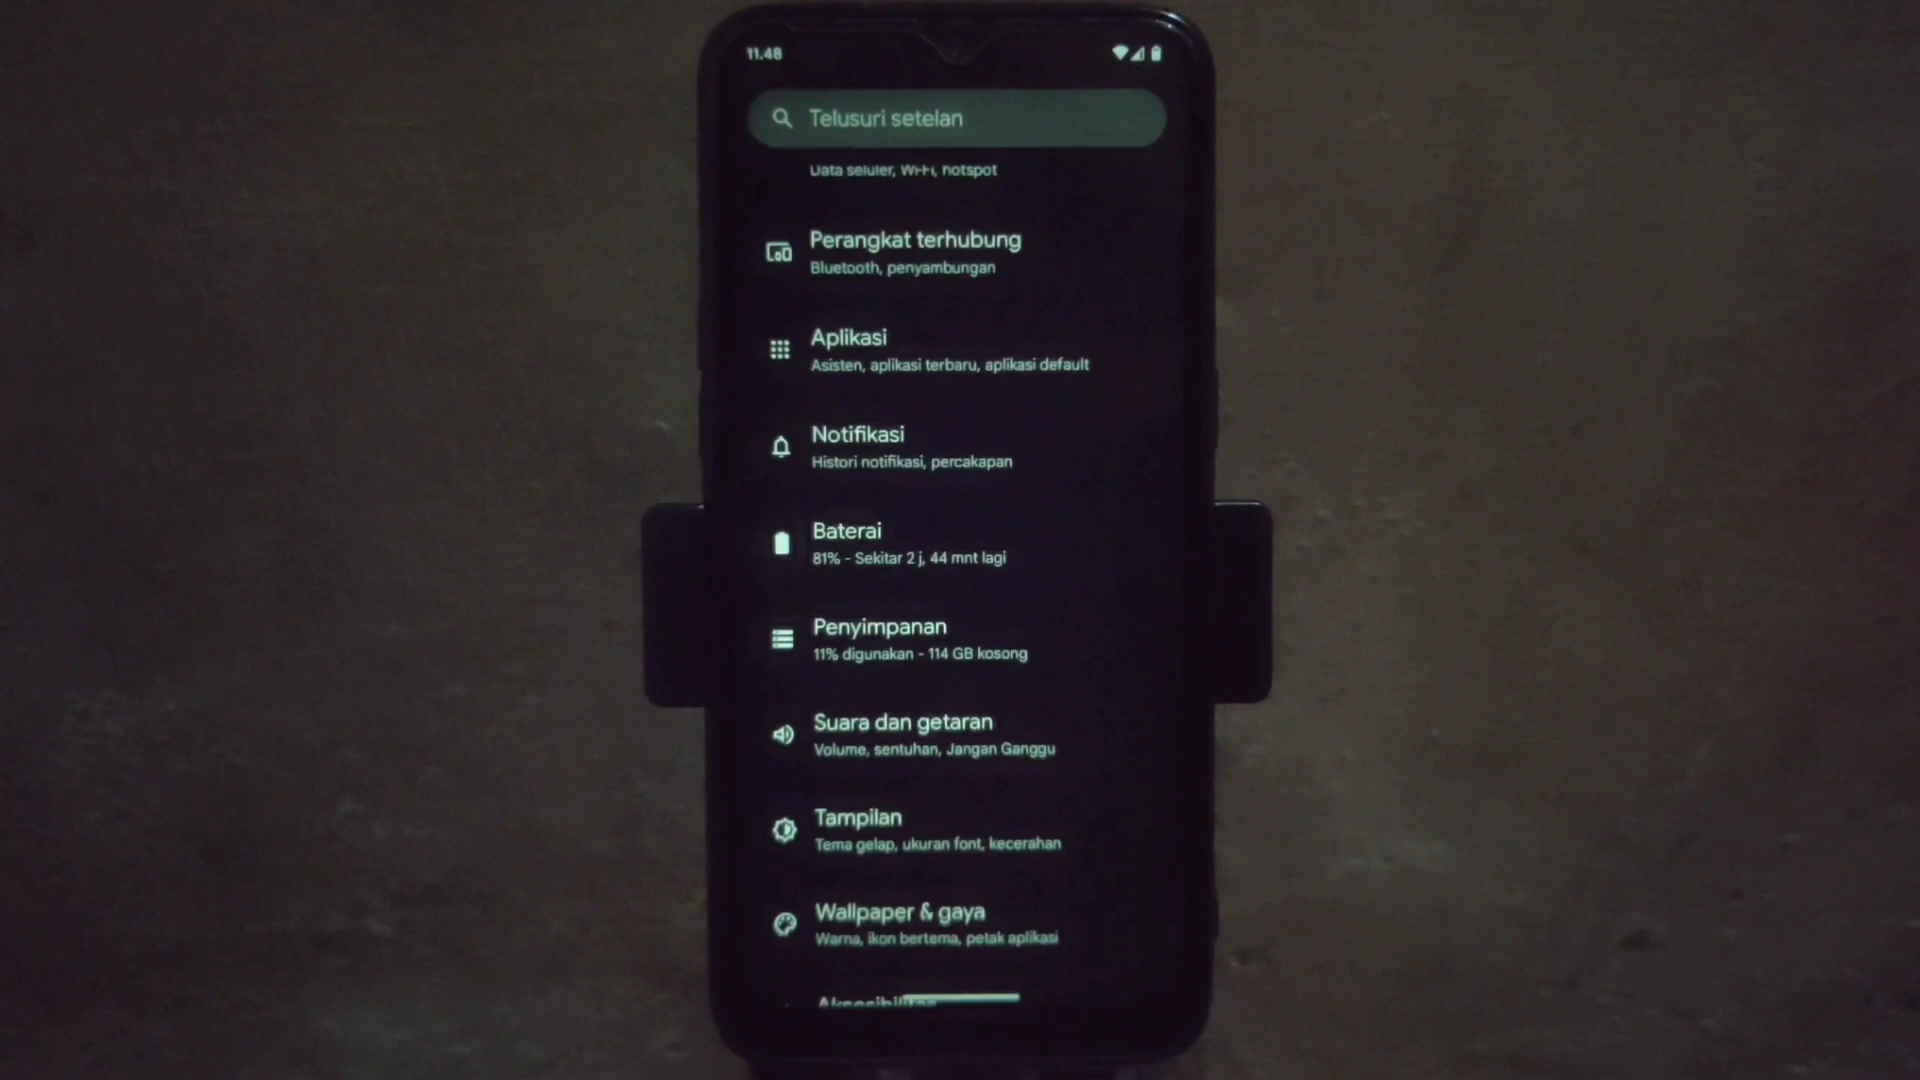 11.48
Telusuri setelan
Data seluler, Wi-Fi, hotspot
Perangkat terhubung
Bluetooth, penyambungan
Aplikasi
Asisten, aplikasi terbaru, aplikasi default
Notifikasi
Histori notifikasi, percakapan
Baterai
81% - Sekitar 2 j, 44 mnt lagi
Penyimpanan
11% digunakan - 114 GB kosong
Suara dan getaran
Volume, sentuhan, Jangan Ganggu
Tampilan
Tema gelap, ukuran font, kecerahan
Wallpaper & gaya
Warna, ikon bertema, petak aplikasi
Aksesibilitas